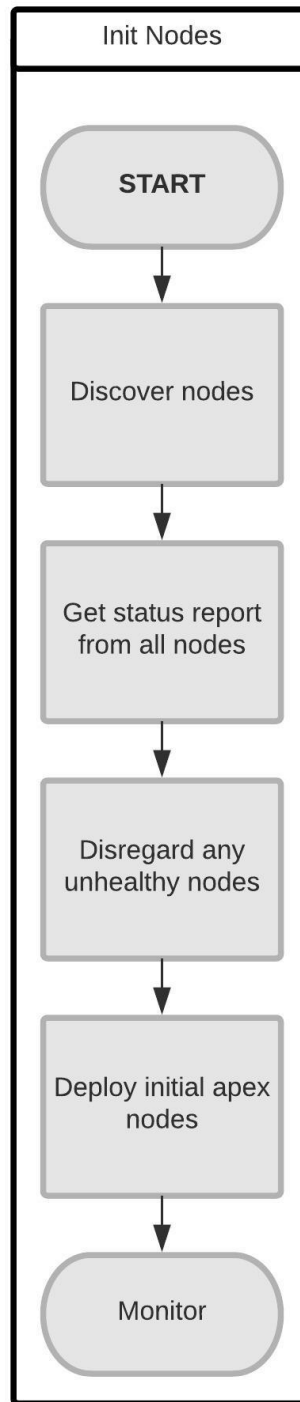 Init Nodes
START
Discover nodes
Get status report
from all nodes
Disregard any
unhealthy nodes
Deploy initial apex
nodes
Monitor